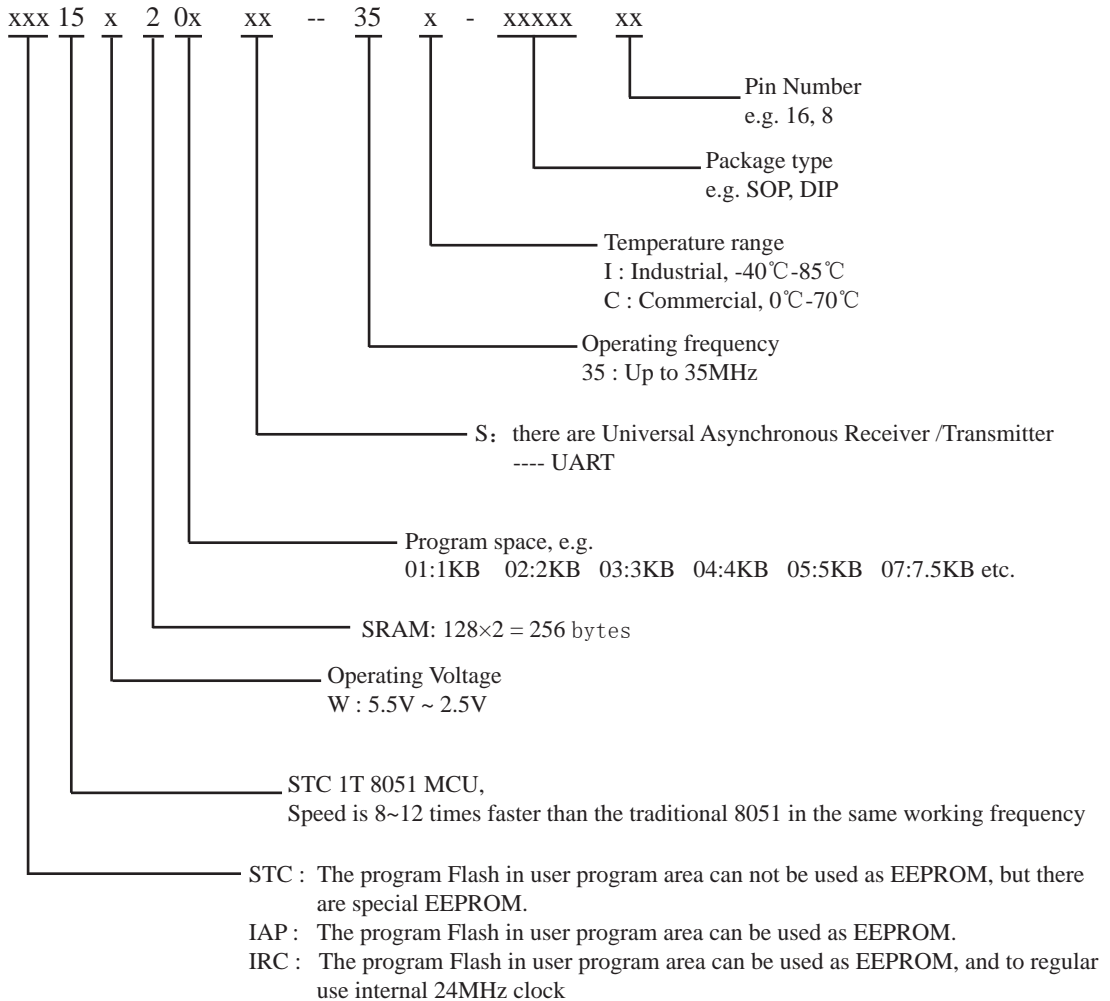 xxx 15 x 2 0x xx -- 35 x - xxxxx xx
Pin Number
e.g. 16, 8
Package type
e.g. SOP, DIP
Temperature range
I : Industrial, -40℃-85℃
C : Commercial, 0℃-70℃
Operating frequency
35 : Up to 35MHz
S： there are Universal Asynchronous Receiver /Transmitter
---- UART
Program space, e.g.
01:1KB 02:2KB 03:3KB 04:4KB 05:5KB 07:7.5KB etc.
SRAM: 128×2 = 256 bytes
Operating Voltage
W : 5.5V ~ 2.5V
STC 1T 8051 MCU,
Speed is 8~12 times faster than the traditional 8051 in the same working frequency
STC : The program Flash in user program area can not be used as EEPROM, but there
are special EEPROM.
IAP : The program Flash in user program area can be used as EEPROM.
IRC : The program Flash in user program area can be used as EEPROM, and to regular
use internal 24MHz clock